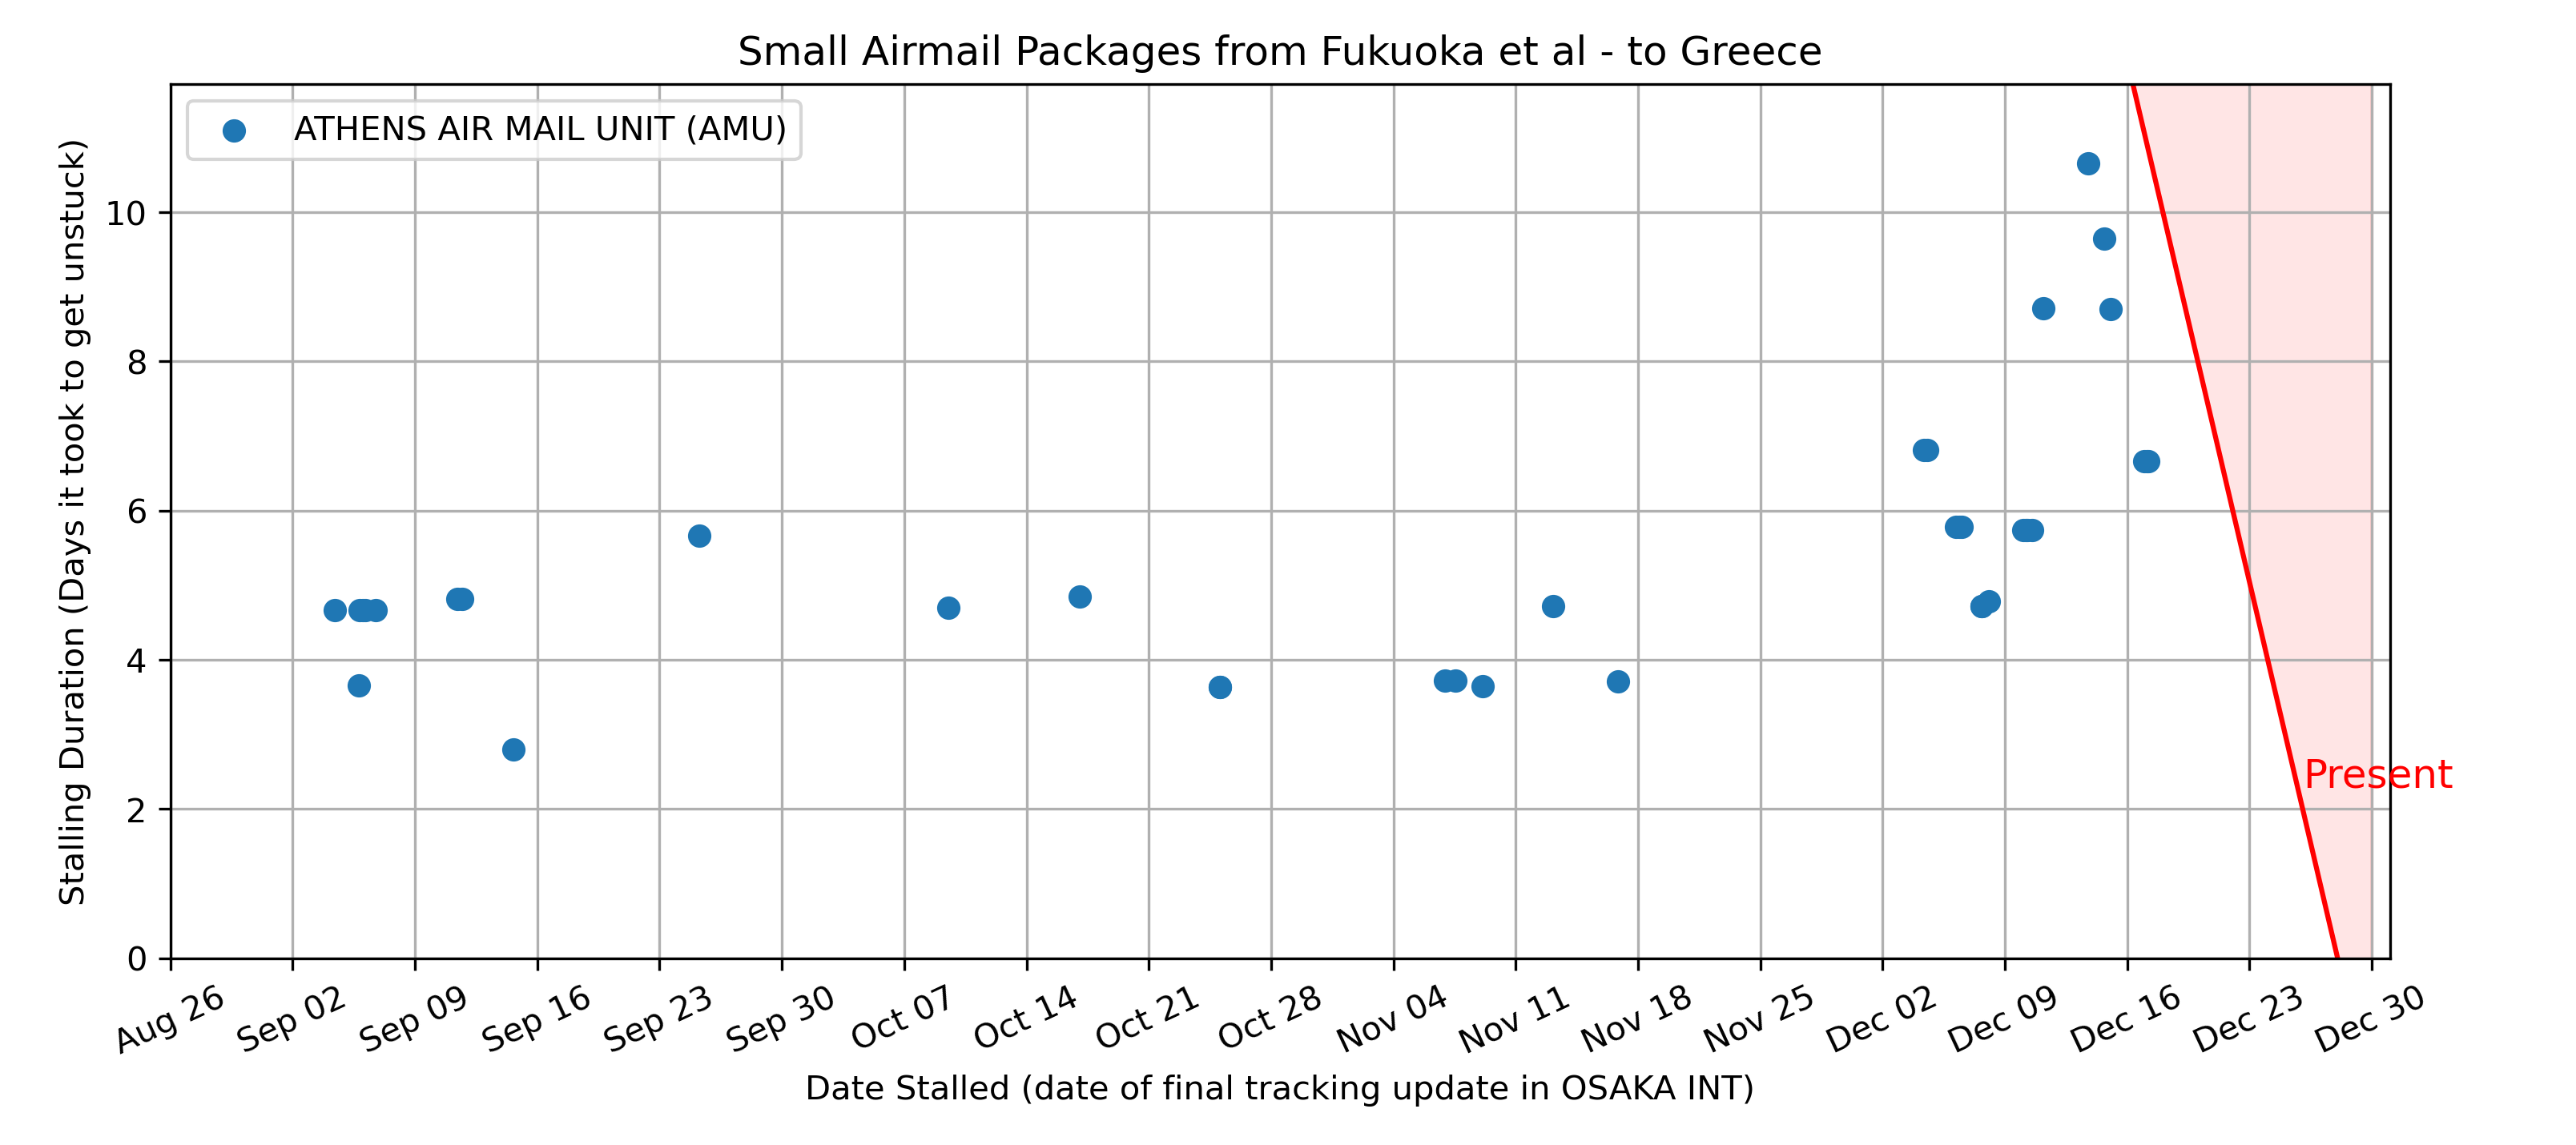 Small Airmail Packages from Fukuoka et al - to Greece
ATHENS AIR MAIL UNIT (AMU)
Stalling Duration (Days it took to get unstuck)
10
8
6
4
2
0
Present
Aug 26
Sep 02
Sep 09
Sep 16
Sep 23
Sep 30
Oct 07
Oct 14
Oct 21
Oct 28
Nov 04
Nov 11
Nov 18
Nov 25
Dec 02
Dec 09
Dec 16
Dec 23
Dec 30
Date Stalled (date of final tracking update in OSAKA INT)